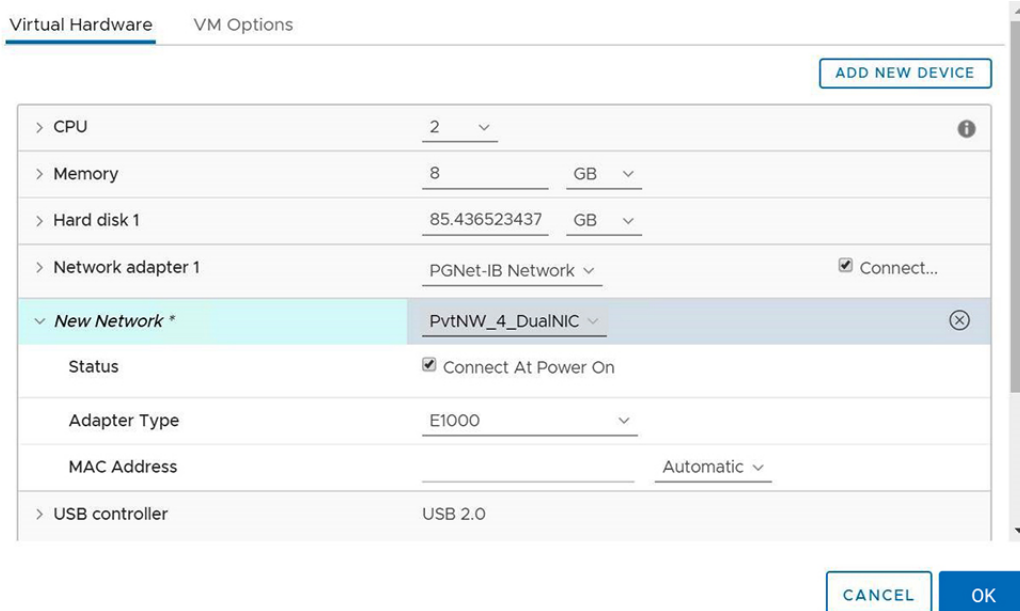 Virtual Hardware VM Options
ADD NEW DEVICE
CPU 2
Memory 8 GB
Hard disk 1 85.436523437 GB
Network adapter 1 PGNet-IB Network Connect...
New Network * PvtNW_4_DualNIC
Status Connect At Power On
Adapter Type E1000
MAC Address Automatic
USB controller USB 2.0
CANCEL OK